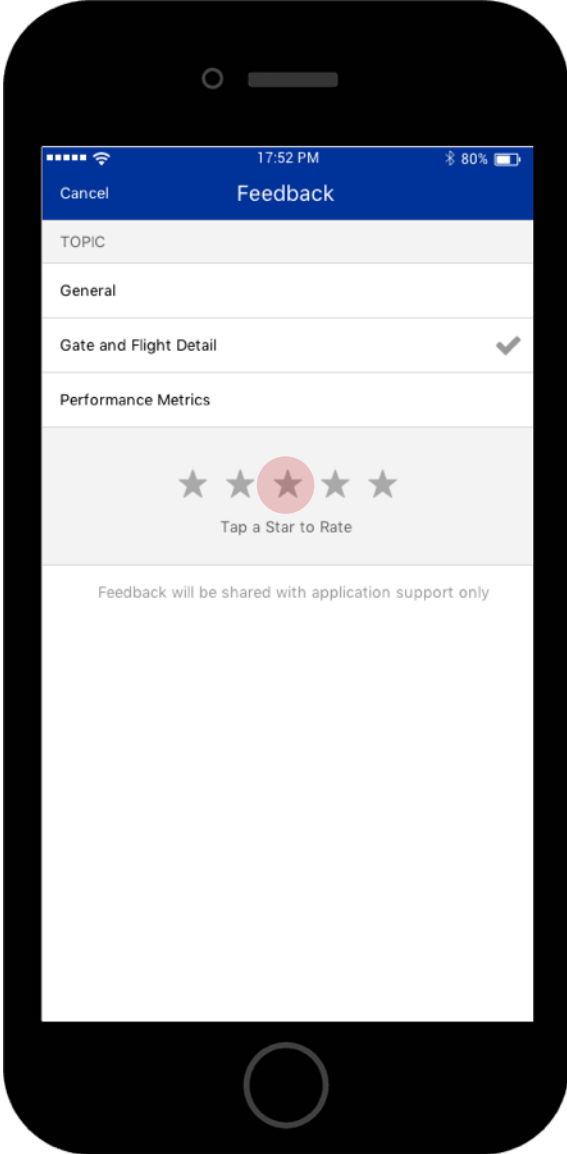 17:52 PM
80%
Cancel
Feedback
TOPIC
General
Gate and Flight Detail
Performance Metrics
Tap a Star to Rate
Feedback will be shared with application support only